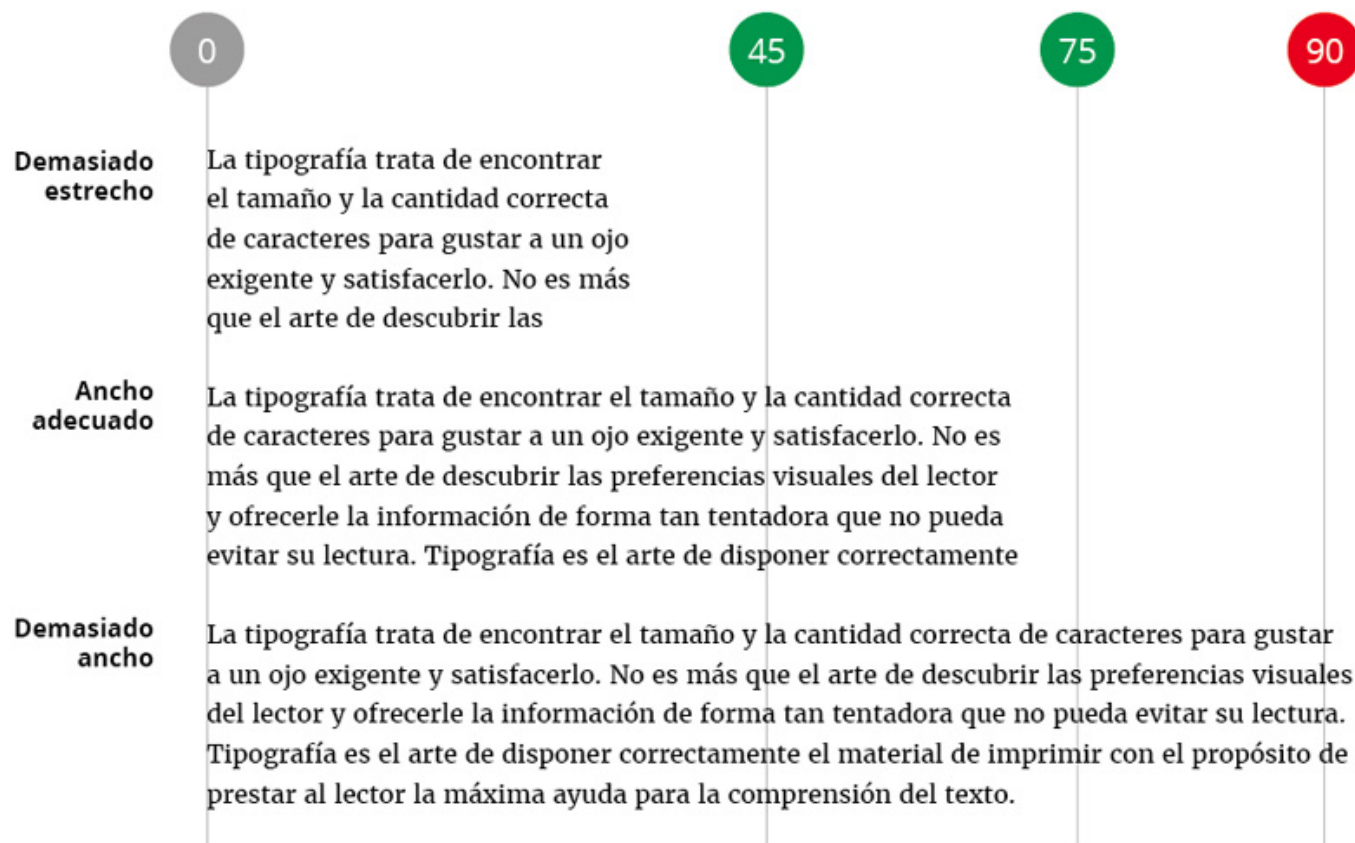 0 45 75 90
Demasiado
estrecho
La tipografía trata de encontrar
el tamaño y la cantidad correcta
de caracteres para gustar a un ojo
exigente y satisfacerlo. No es más
que el arte de descubrir las
Ancho
adecuado
La tipografía trata de encontrar el tamaño y la cantidad correcta
de caracteres para gustar a un ojo exigente y satisfacerlo. No es
más que el arte de descubrir las preferencias visuales del lector
y ofrecerle la información de forma tan tentadora que no pueda
evitar su lectura. Tipografía es el arte de disponer correctamente
Demasiado
ancho
La tipografía trata de encontrar el tamaño y la cantidad correcta de caracteres para gustar
a un ojo exigente y satisfacerlo. No es más que el arte de descubrir las preferencias visuales
del lector y ofrecerle la información de forma tan tentadora que no pueda evitar su lectura.
Tipografía es el arte de disponer correctamente el material de imprimir con el propósito de
prestar al lector la máxima ayuda para la comprensión del texto.